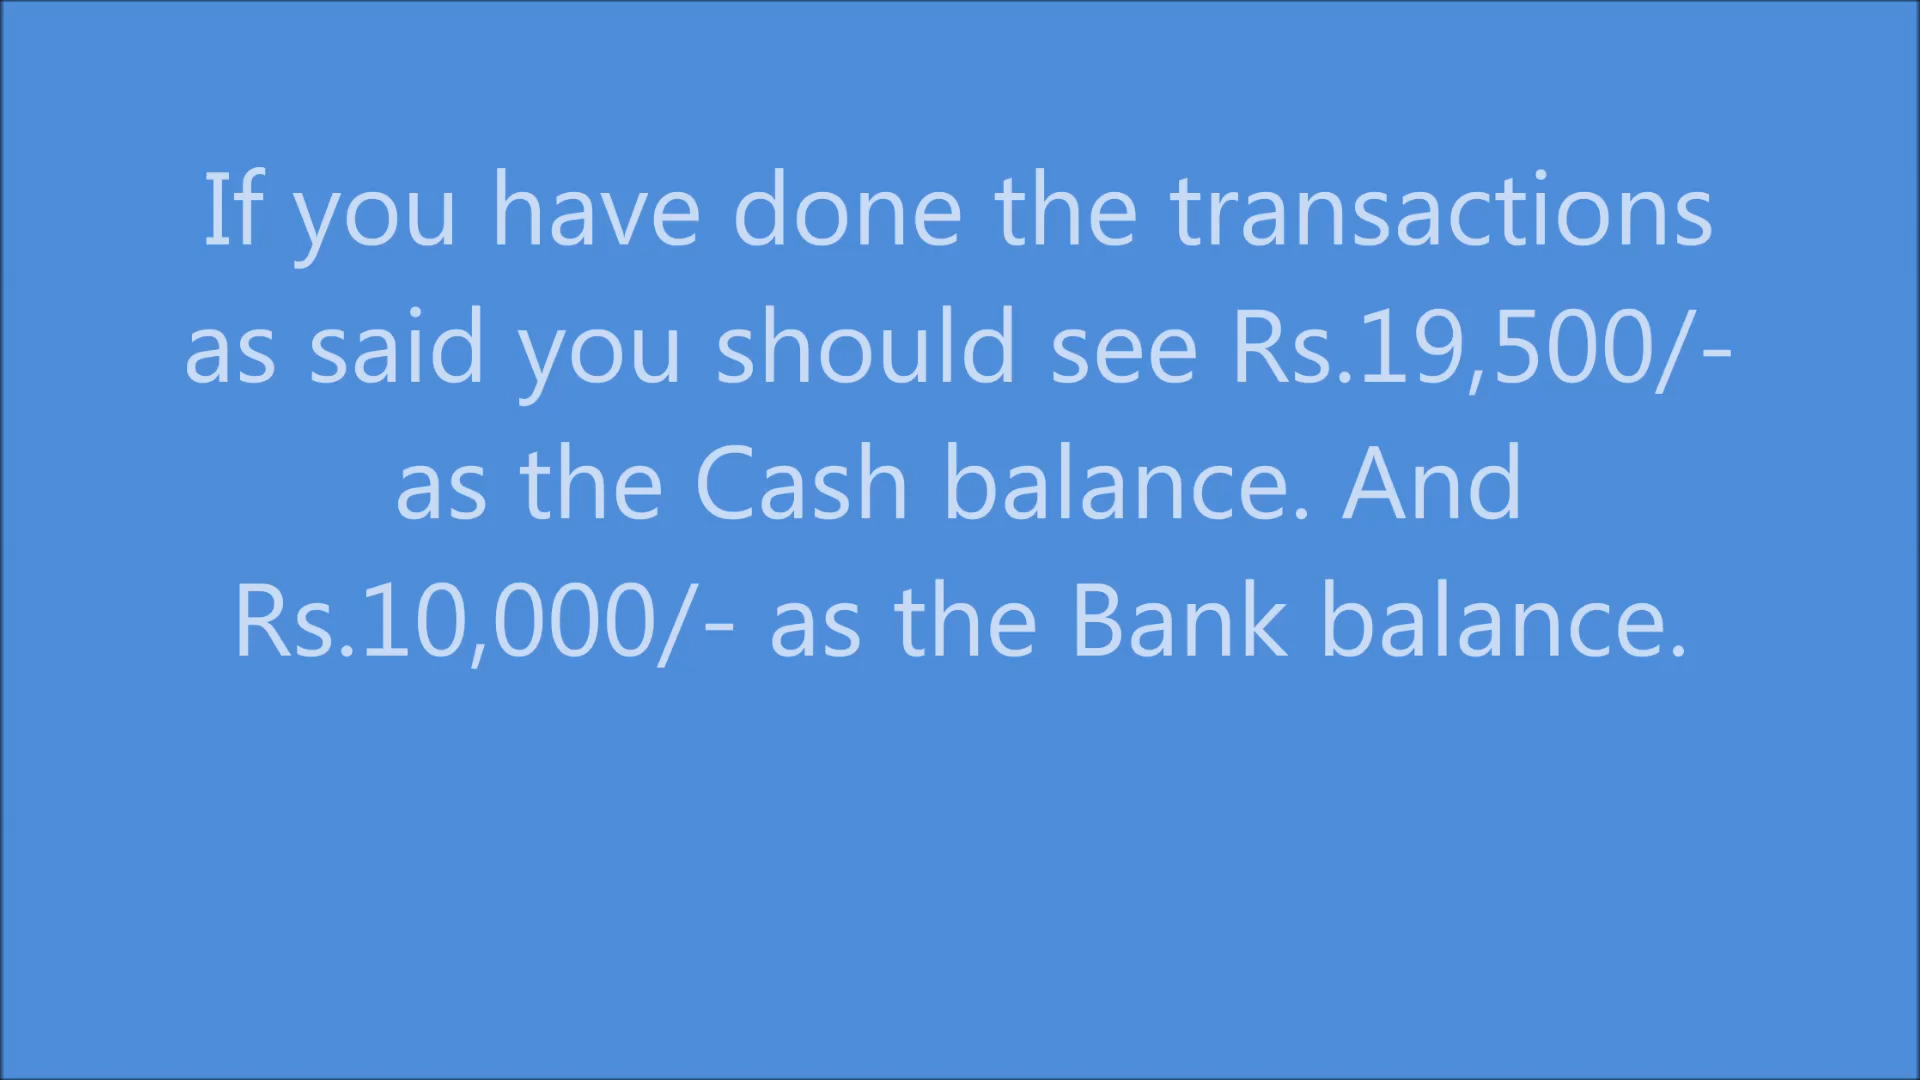 If you have done the transactions
as said you should see Rs.19,500/-
as the Cash balance. And
Rs.10,000/- as the Bank balance.